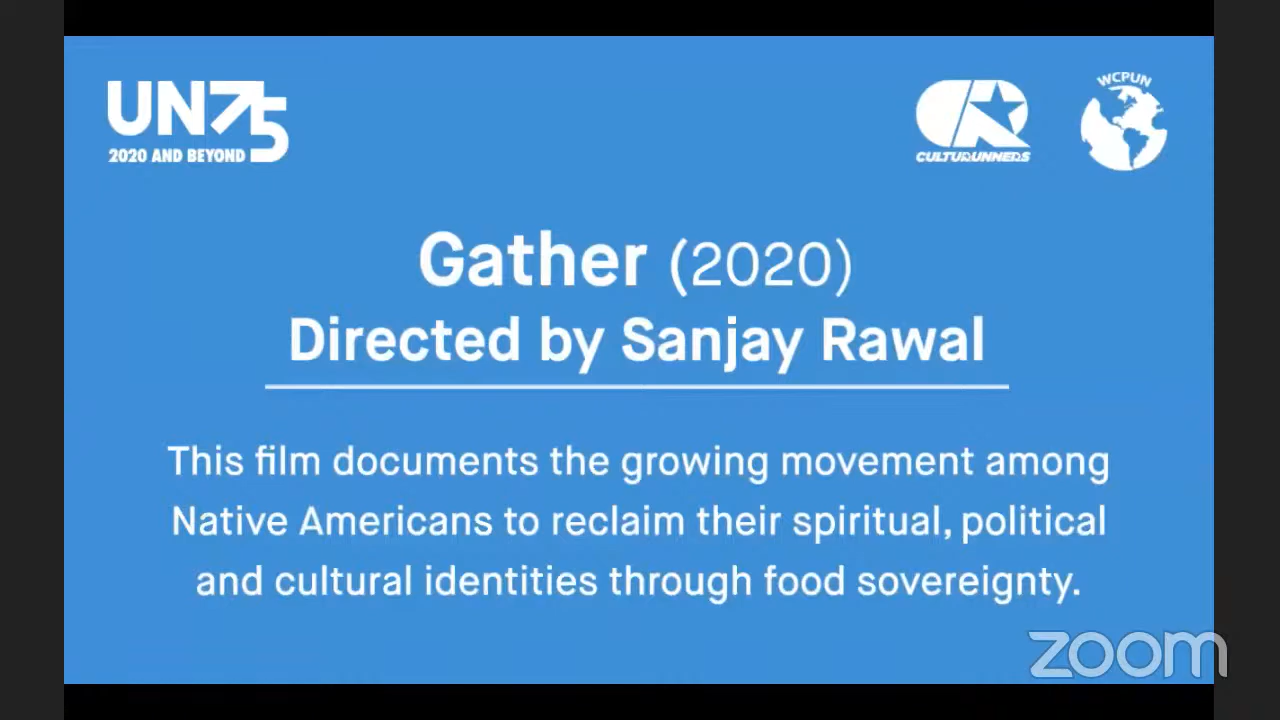 UN75
2020 AND BEYOND
CULTURUNNERS
WCPUN
Gather (2020)
Directed by Sanjay Rawal
This film documents the growing movement among
Native Americans to reclaim their spiritual, political
and cultural identities through food sovereignty.
zoom